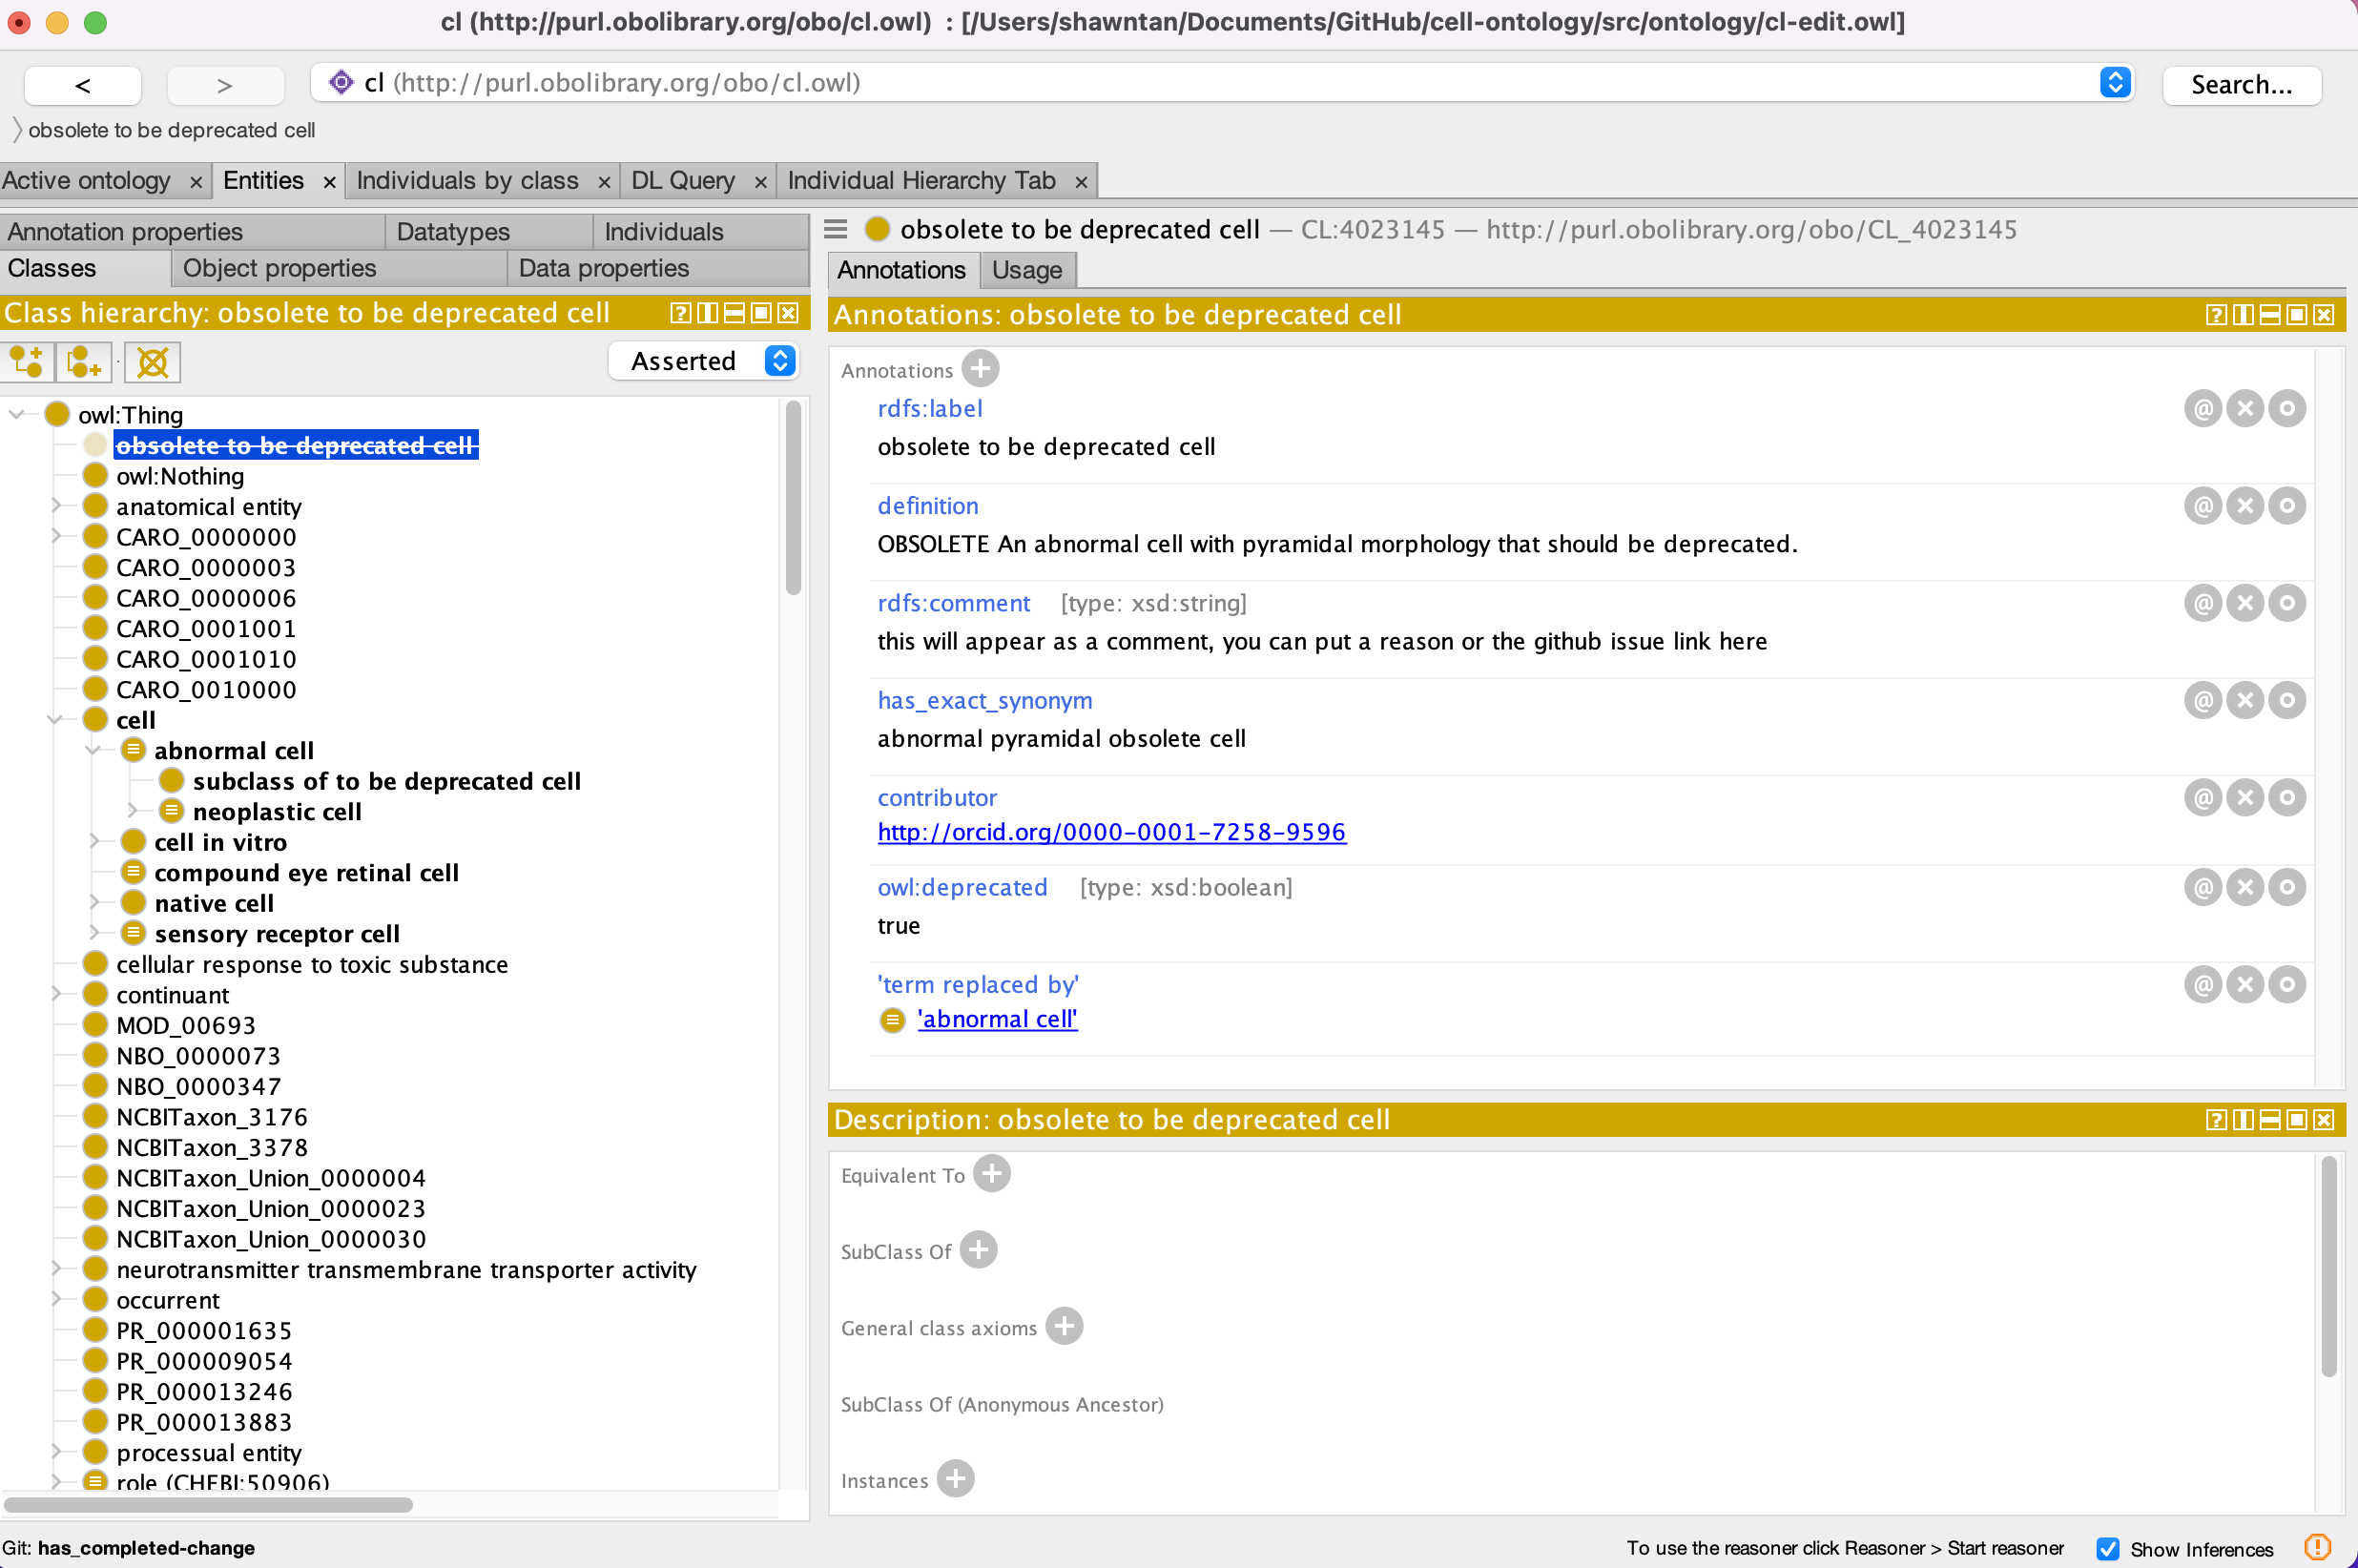 cl (http://purl.obolibrary.org/obo/cl.owl)  : [/Users/shawntan/Documents/GitHub/cell-ontology/src/ontology/cl-edit.owl]
< > cl (http://purl.obolibrary.org/obo/cl.owl) Search...
obsolete to be deprecated cell
Active ontology × Entities × Individuals by class × DL Query × Individual Hierarchy Tab ×
Annotation properties Datatypes Individuals
Classes Object properties Data properties
Class hierarchy: obsolete to be deprecated cell
Asserted
owl:Thing
obsolete to be deprecated cell
owl:Nothing
anatomical entity
CARO_0000000
CARO_0000003
CARO_0000006
CARO_0001001
CARO_0001010
CARO_0010000
cell
abnormal cell
subclass of to be deprecated cell
neoplastic cell
cell in vitro
compound eye retinal cell
native cell
sensory receptor cell
cellular response to toxic substance
continuant
MOD_00693
NBO_0000073
NBO_0000347
NCBITaxon_3176
NCBITaxon_3378
NCBITaxon_Union_0000004
NCBITaxon_Union_0000023
NCBITaxon_Union_0000030
neurotransmitter transmembrane transporter activity
occurrent
PR_000001635
PR_000009054
PR_000013246
PR_000013883
processual entity
role (CHEBI:50906)
obsolete to be deprecated cell — CL:4023145 — http://purl.obolibrary.org/obo/CL_4023145
Annotations Usage
Annotations: obsolete to be deprecated cell
Annotations
rdfs:label
obsolete to be deprecated cell
definition
OBSOLETE An abnormal cell with pyramidal morphology that should be deprecated.
rdfs:comment [type: xsd:string]
this will appear as a comment, you can put a reason or the github issue link here
has_exact_synonym
abnormal pyramidal obsolete cell
contributor
http://orcid.org/0000-0001-7258-9596
owl:deprecated [type: xsd:boolean]
true
'term replaced by'
'abnormal cell'
Description: obsolete to be deprecated cell
Equivalent To
SubClass Of
General class axioms
SubClass Of (Anonymous Ancestor)
Instances
Git: has_completed-change
To use the reasoner click Reasoner > Start reasoner Show Inferences